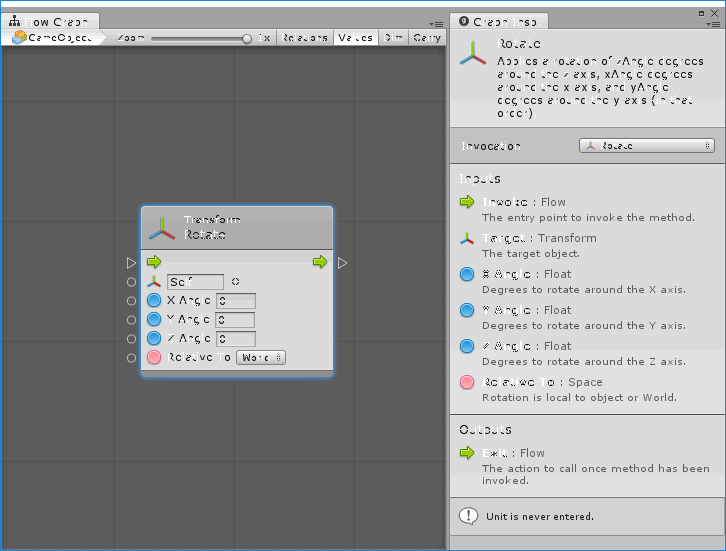 Flow Graph
GameObject
Zoom
1x
Relations
Values
Dim
Carry
Transform
Rotate
Self
X Angle 0
Y Angle 0
Z Angle 0
Relative To World
Graph Insp
Rotate
Applies a rotation of zAngle degrees
around the z axis, xAngle degrees
around the x axis, and yAngle
degrees around the y axis (in that
order).
Invocation
Rotate
Inputs
Invoke : Flow
The entry point to invoke the method.
Target : Transform
The target object.
X Angle : Float
Degrees to rotate around the X axis.
Y Angle : Float
Degrees to rotate around the Y axis.
Z Angle : Float
Degrees to rotate around the Z axis.
Relative To : Space
Rotation is local to object or World.
Outputs
Exit : Flow
The action to call once method has been
invoked.
Unit is never entered.